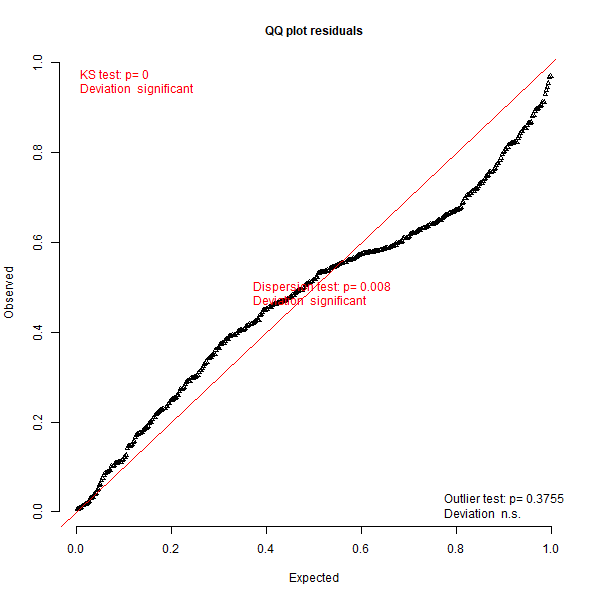 QQ plot residuals
KS test: p= 0
Deviation significant
Dispersion test: p= 0.008
Deviation significant
Outlier test: p= 0.3755
Deviation n.s.
Observed
0.0
0.2
0.4
0.6
0.8
1.0
0.0 0.2 0.4 0.6 0.8 1.0
Expected